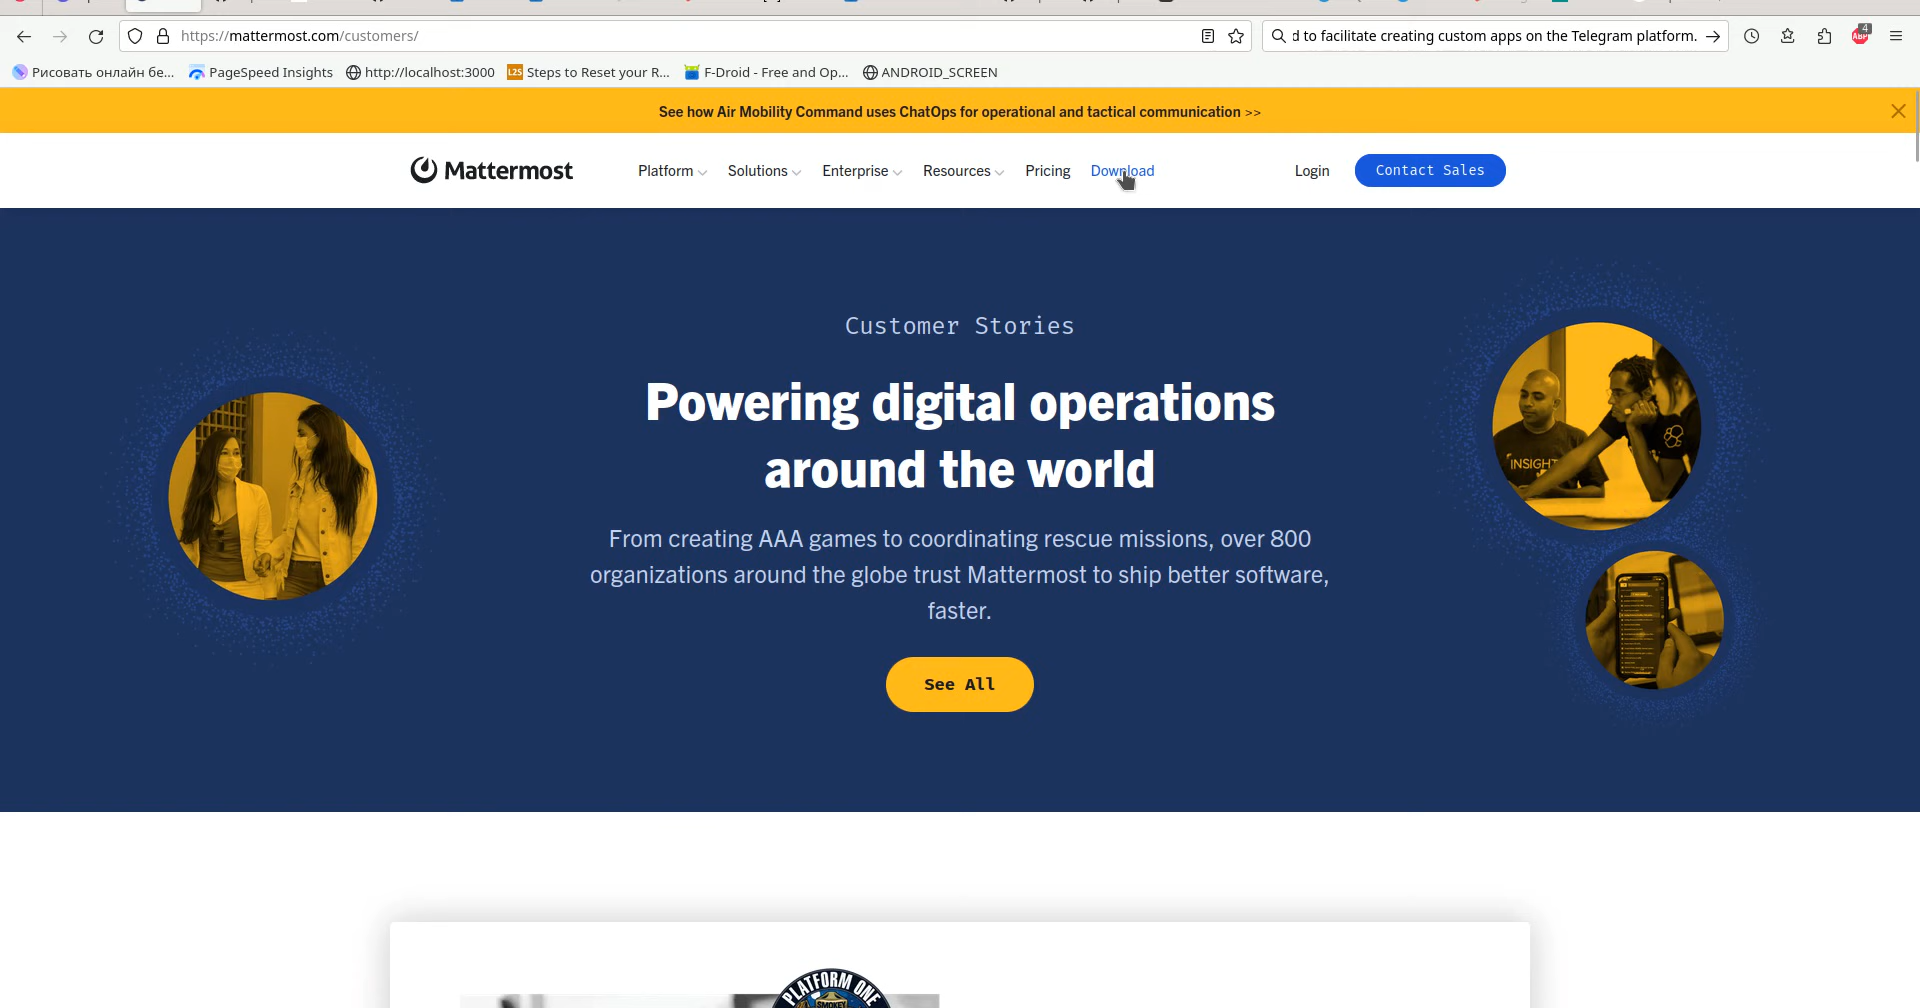 https://mattermost.com/customers/
d to facilitate creating custom apps on the Telegram platform.
4
ABP
Рисовать онлайн бе...
PageSpeed Insights
http://localhost:3000
Steps to Reset your R...
F-Droid - Free and Op...
ANDROID_SCREEN
See how Air Mobility Command uses ChatOps for operational and tactical communication >>
Mattermost
Platform
Solutions
Enterprise
Resources
Pricing
Download
Login
Contact Sales
Customer Stories
Powering digital operations
around the world
From creating AAA games to coordinating rescue missions, over 800
organizations around the globe trust Mattermost to ship better software,
faster.
See All
INSIGHT
PLATFORM ONE
SMOKEY